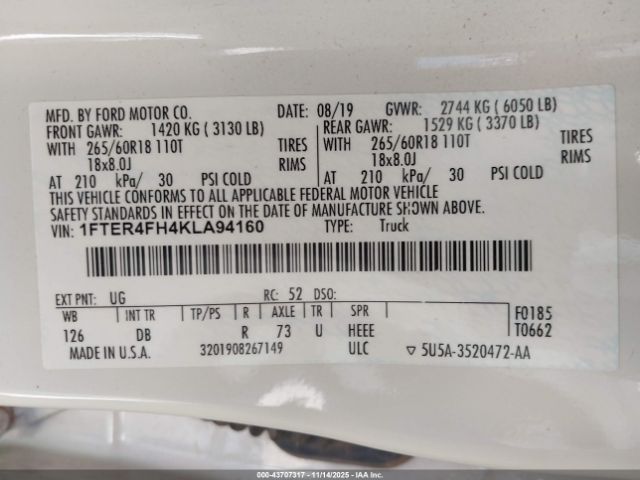 MFD. BY FORD MOTOR CO. DATE: 08/19 GVWR: 2744 KG ( 6050 LB)
FRONT GAWR: 1420 KG ( 3130 LB) REAR GAWR: 1529 KG ( 3370 LB)
WITH 265/60R18 110T TIRES WITH 265/60R18 110T TIRES
18x8.0J RIMS 18x8.0J RIMS
AT 210 kPa/ 30 PSI COLD AT 210 kPa/ 30 PSI COLD
THIS VEHICLE CONFORMS TO ALL APPLICABLE FEDERAL MOTOR VEHICLE
SAFETY STANDARDS IN EFFECT ON THE DATE OF MANUFACTURE SHOWN ABOVE.
VIN: 1FTER4FH4KLA94160 TYPE: Truck
EXT PNT: UG RC: 52 DSO:
WB INT TR TP/PS R AXLE TR SPR F0185
126 DB R 73 U HEEE T0662
MADE IN U.S.A. 3201908267149 ULC ▽ 5U5A-3520472-AA
000-43707317 - 11/14/2025 - IAA Inc.